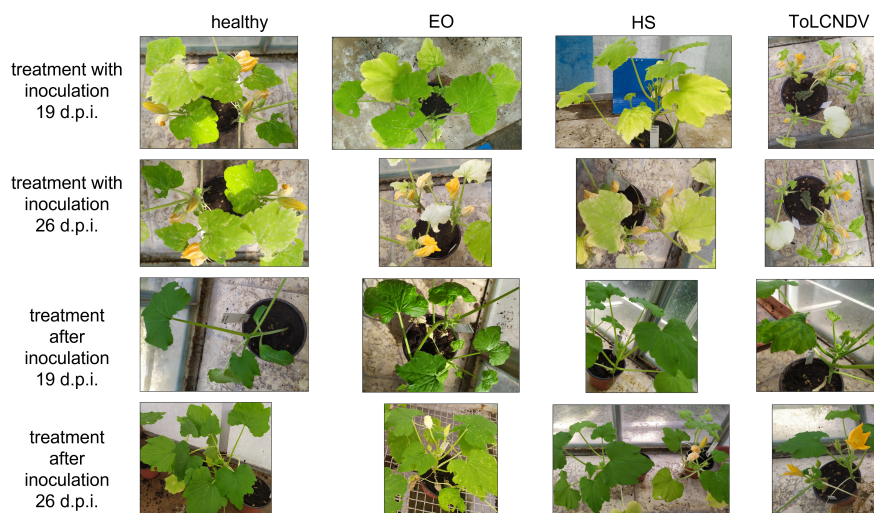 healthy
EO
HS
ToLCNDV
treatment with
inoculation
19 d.p.i.
treatment with
inoculation
26 d.p.i.
treatment
after
inoculation
19 d.p.i.
treatment
after
inoculation
26 d.p.i.